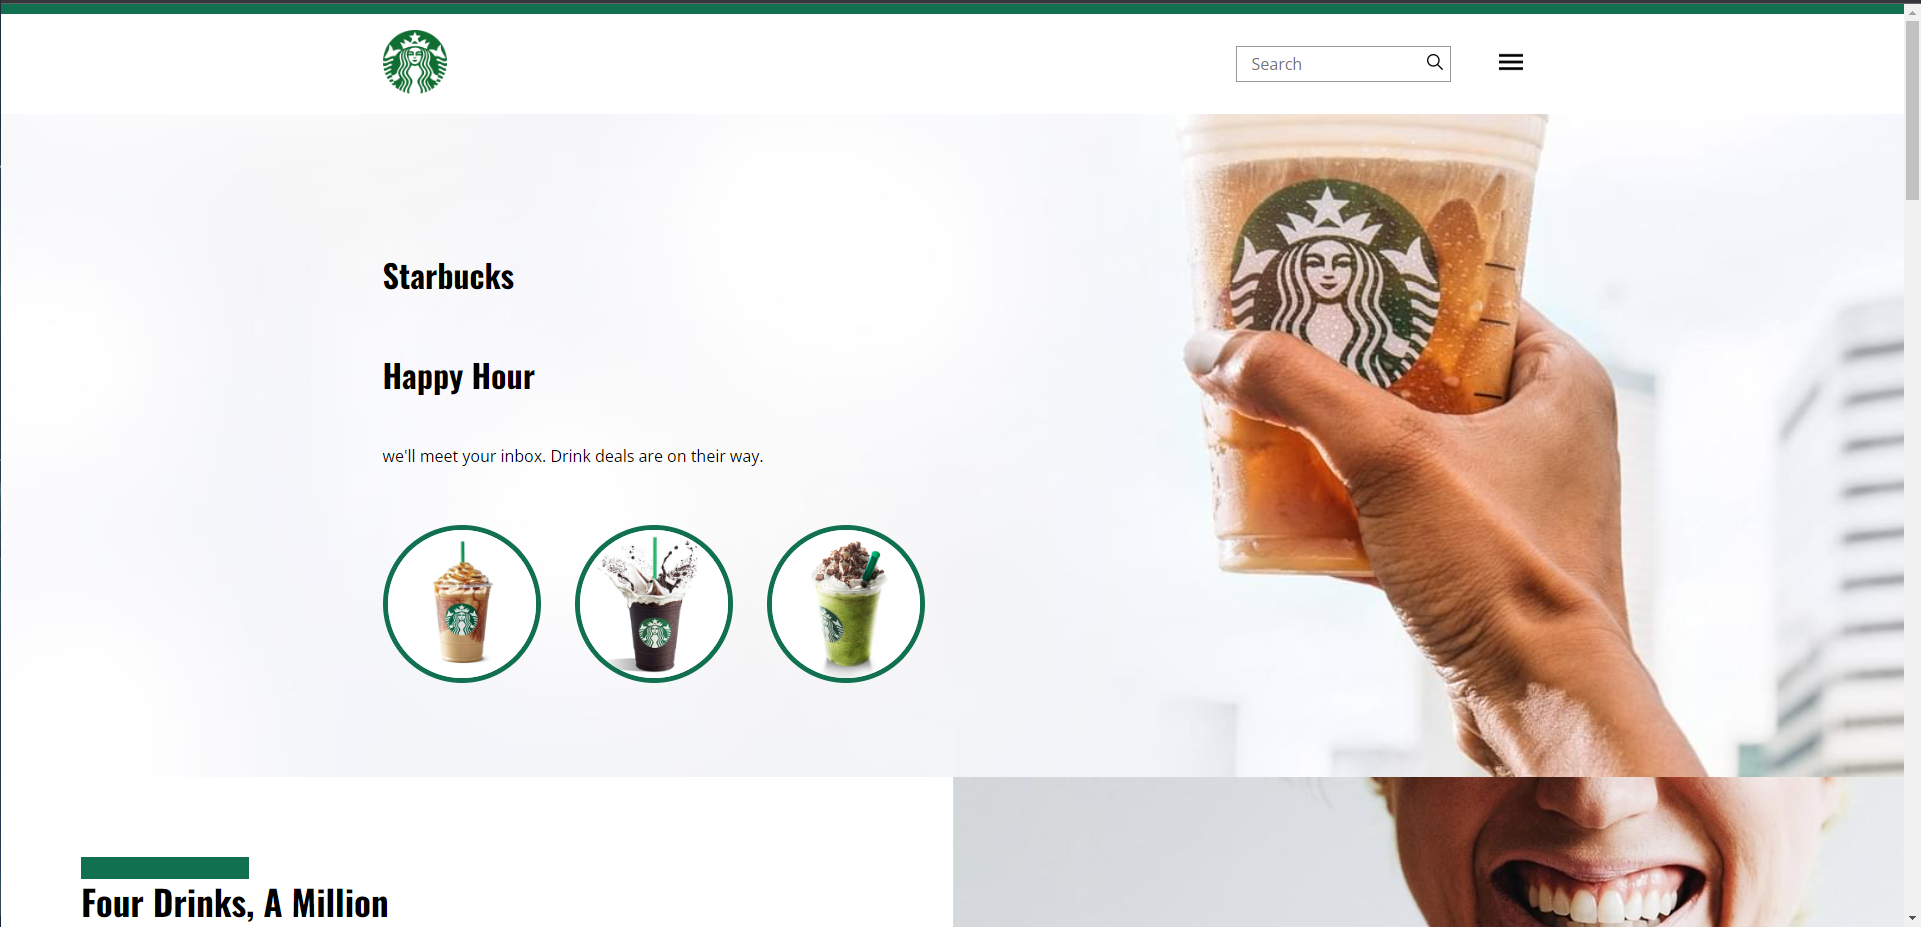 Search
Starbucks
Happy Hour
we'll meet your inbox. Drink deals are on their way.
Four Drinks, A Million